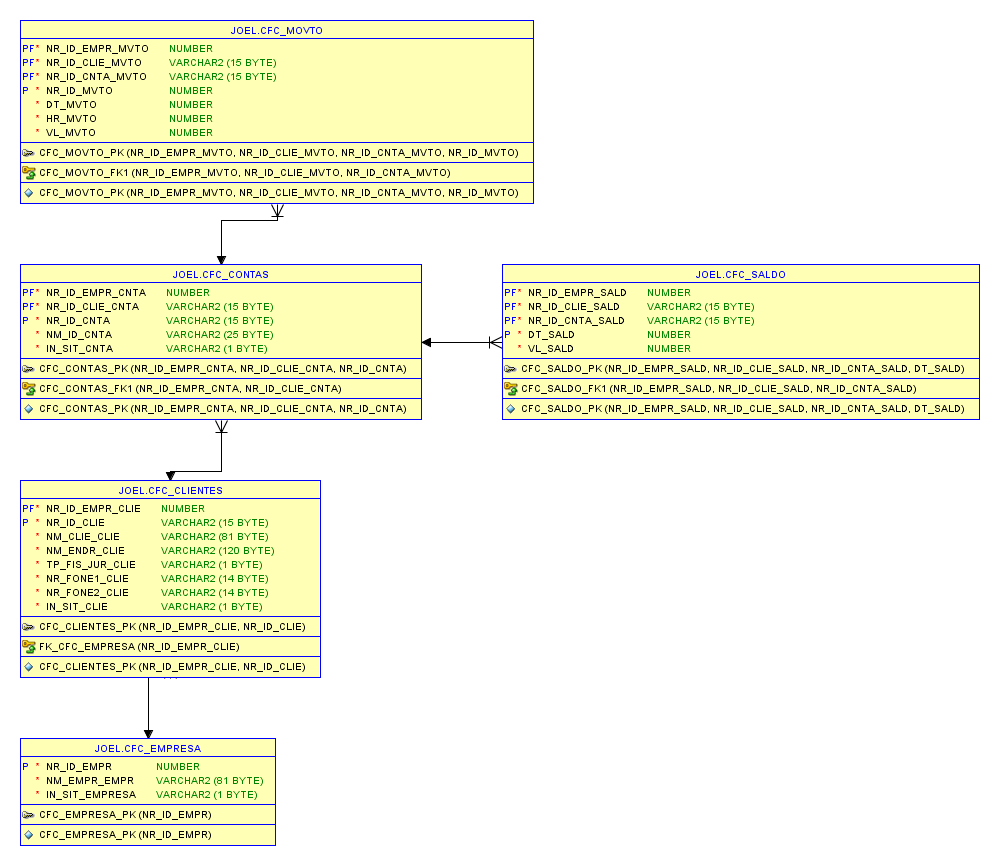 JOEL.CFC_MOVTO
PF* NR_ID_EMPR_MVTO NUMBER
PF* NR_ID_CLIE_MVTO VARCHAR2 (15 BYTE)
PF* NR_ID_CNTA_MVTO VARCHAR2 (15 BYTE)
P * NR_ID_MVTO NUMBER
* DT_MVTO NUMBER
* HR_MVTO NUMBER
* VL_MVTO NUMBER
CFC_MOVTO_PK (NR_ID_EMPR_MVTO, NR_ID_CLIE_MVTO, NR_ID_CNTA_MVTO, NR_ID_MVTO)
CFC_MOVTO_FK1 (NR_ID_EMPR_MVTO, NR_ID_CLIE_MVTO, NR_ID_CNTA_MVTO)
CFC_MOVTO_PK (NR_ID_EMPR_MVTO, NR_ID_CLIE_MVTO, NR_ID_CNTA_MVTO, NR_ID_MVTO)
JOEL.CFC_CONTAS
PF* NR_ID_EMPR_CNTA NUMBER
PF* NR_ID_CLIE_CNTA VARCHAR2 (15 BYTE)
P * NR_ID_CNTA VARCHAR2 (15 BYTE)
* NM_ID_CNTA VARCHAR2 (25 BYTE)
* IN_SIT_CNTA VARCHAR2 (1 BYTE)
CFC_CONTAS_PK (NR_ID_EMPR_CNTA, NR_ID_CLIE_CNTA, NR_ID_CNTA)
CFC_CONTAS_FK1 (NR_ID_EMPR_CNTA, NR_ID_CLIE_CNTA)
CFC_CONTAS_PK (NR_ID_EMPR_CNTA, NR_ID_CLIE_CNTA, NR_ID_CNTA)
JOEL.CFC_SALDO
PF* NR_ID_EMPR_SALD NUMBER
PF* NR_ID_CLIE_SALD VARCHAR2 (15 BYTE)
PF* NR_ID_CNTA_SALD VARCHAR2 (15 BYTE)
P * DT_SALD NUMBER
* VL_SALD NUMBER
CFC_SALDO_PK (NR_ID_EMPR_SALD, NR_ID_CLIE_SALD, NR_ID_CNTA_SALD, DT_SALD)
CFC_SALDO_FK1 (NR_ID_EMPR_SALD, NR_ID_CLIE_SALD, NR_ID_CNTA_SALD)
CFC_SALDO_PK (NR_ID_EMPR_SALD, NR_ID_CLIE_SALD, NR_ID_CNTA_SALD, DT_SALD)
JOEL.CFC_CLIENTES
PF* NR_ID_EMPR_CLIE NUMBER
P * NR_ID_CLIE VARCHAR2 (15 BYTE)
* NM_CLIE_CLIE VARCHAR2 (81 BYTE)
* NM_ENDR_CLIE VARCHAR2 (120 BYTE)
* TP_FIS_JUR_CLIE VARCHAR2 (1 BYTE)
* NR_FONE1_CLIE VARCHAR2 (14 BYTE)
* NR_FONE2_CLIE VARCHAR2 (14 BYTE)
* IN_SIT_CLIE VARCHAR2 (1 BYTE)
CFC_CLIENTES_PK (NR_ID_EMPR_CLIE, NR_ID_CLIE)
FK_CFC_EMPRESA (NR_ID_EMPR_CLIE)
CFC_CLIENTES_PK (NR_ID_EMPR_CLIE, NR_ID_CLIE)
JOEL.CFC_EMPRESA
P * NR_ID_EMPR NUMBER
* NM_EMPR_EMPR VARCHAR2 (81 BYTE)
* IN_SIT_EMPRESA VARCHAR2 (1 BYTE)
CFC_EMPRESA_PK (NR_ID_EMPR)
CFC_EMPRESA_PK (NR_ID_EMPR)